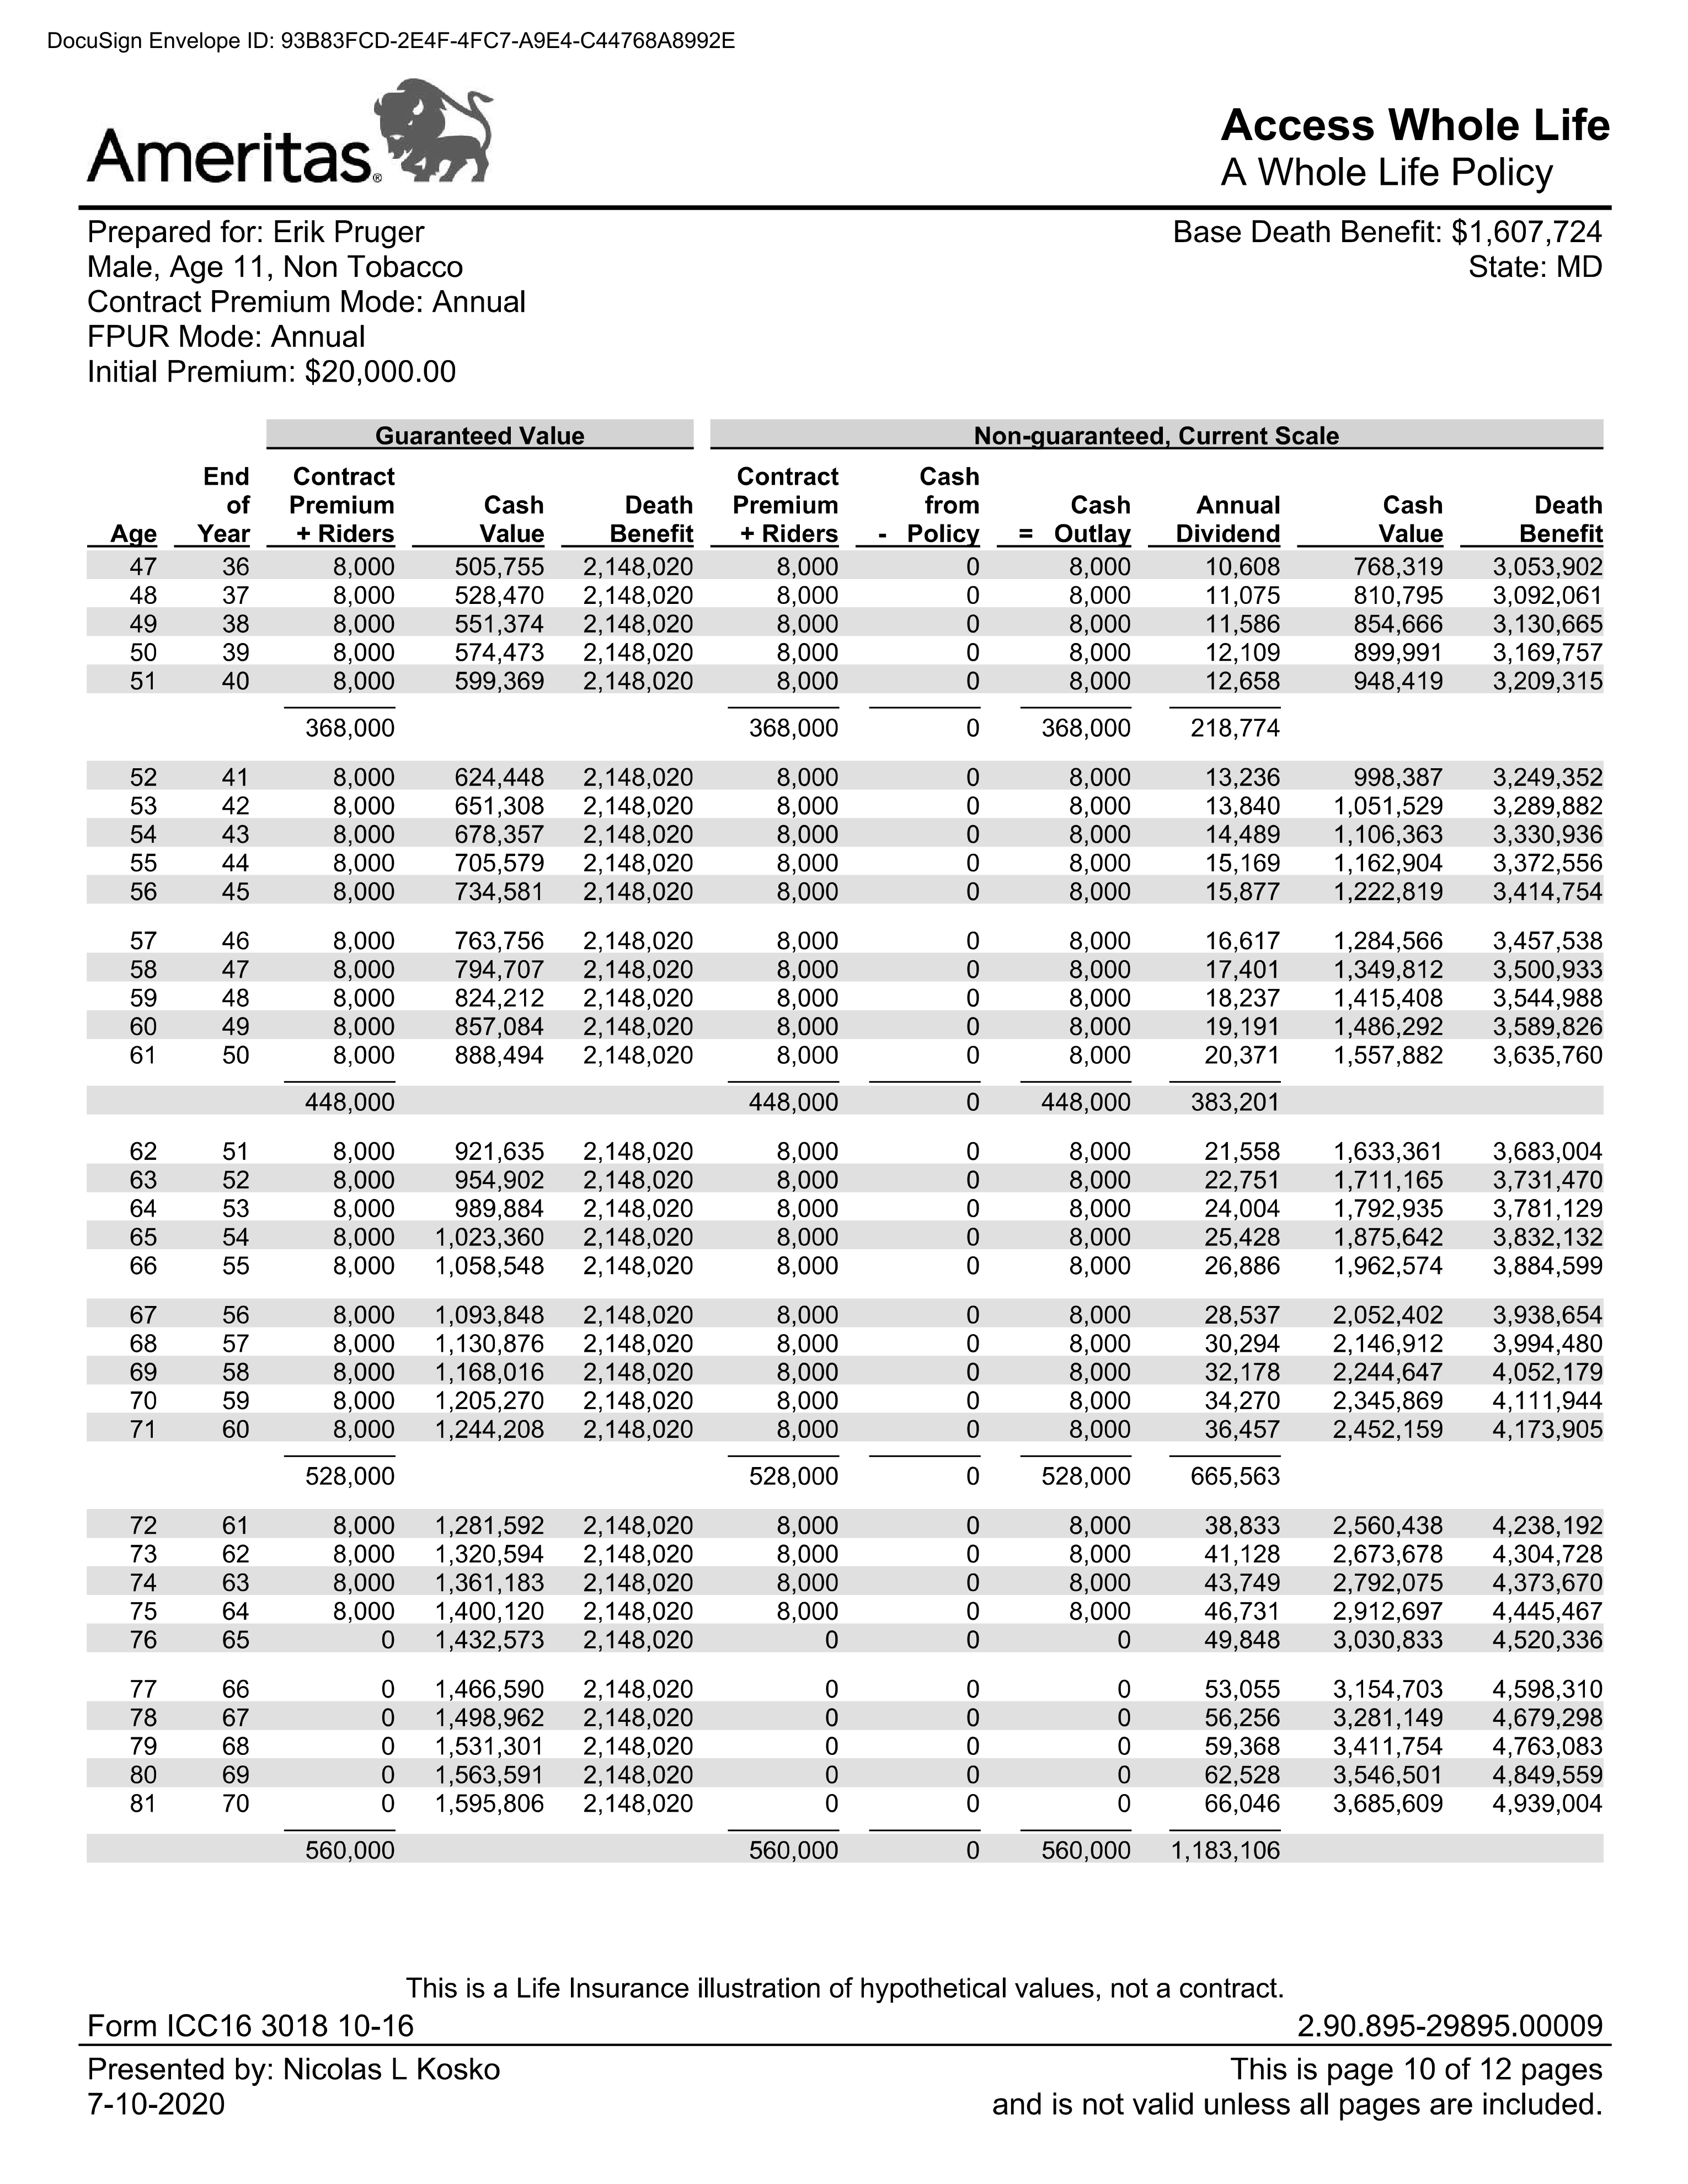 DocuSign Envelope ID: 93B83FCD-2E4F-4FC7-A9E4-C44768A8992E
Ameritas®
Access Whole Life
A Whole Life Policy
Prepared for: Erik Pruger
Male, Age 11, Non Tobacco
Contract Premium Mode: Annual
FPUR Mode: Annual
Initial Premium: $20,000.00
Base Death Benefit: $1,607,724
State: MD
Guaranteed Value Non-guaranteed, Current Scale
End Contract Contract Cash
of Premium Cash Death Premium from Cash Annual Cash Death
Age Year + Riders Value Benefit + Riders - Policy = Outlay Dividend Value Benefit
47 36 8,000 505,755 2,148,020 8,000 0 8,000 10,608 768,319 3,053,902
48 37 8,000 528,470 2,148,020 8,000 0 8,000 11,075 810,795 3,092,061
49 38 8,000 551,374 2,148,020 8,000 0 8,000 11,586 854,666 3,130,665
50 39 8,000 574,473 2,148,020 8,000 0 8,000 12,109 899,991 3,169,757
51 40 8,000 599,369 2,148,020 8,000 0 8,000 12,658 948,419 3,209,315
368,000 368,000 0 368,000 218,774
52 41 8,000 624,448 2,148,020 8,000 0 8,000 13,236 998,387 3,249,352
53 42 8,000 651,308 2,148,020 8,000 0 8,000 13,840 1,051,529 3,289,882
54 43 8,000 678,357 2,148,020 8,000 0 8,000 14,489 1,106,363 3,330,936
55 44 8,000 705,579 2,148,020 8,000 0 8,000 15,169 1,162,904 3,372,556
56 45 8,000 734,581 2,148,020 8,000 0 8,000 15,877 1,222,819 3,414,754
57 46 8,000 763,756 2,148,020 8,000 0 8,000 16,617 1,284,566 3,457,538
58 47 8,000 794,707 2,148,020 8,000 0 8,000 17,401 1,349,812 3,500,933
59 48 8,000 824,212 2,148,020 8,000 0 8,000 18,237 1,415,408 3,544,988
60 49 8,000 857,084 2,148,020 8,000 0 8,000 19,191 1,486,292 3,589,826
61 50 8,000 888,494 2,148,020 8,000 0 8,000 20,371 1,557,882 3,635,760
448,000 448,000 0 448,000 383,201
62 51 8,000 921,635 2,148,020 8,000 0 8,000 21,558 1,633,361 3,683,004
63 52 8,000 954,902 2,148,020 8,000 0 8,000 22,751 1,711,165 3,731,470
64 53 8,000 989,884 2,148,020 8,000 0 8,000 24,004 1,792,935 3,781,129
65 54 8,000 1,023,360 2,148,020 8,000 0 8,000 25,428 1,875,642 3,832,132
66 55 8,000 1,058,548 2,148,020 8,000 0 8,000 26,886 1,962,574 3,884,599
67 56 8,000 1,093,848 2,148,020 8,000 0 8,000 28,537 2,052,402 3,938,654
68 57 8,000 1,130,876 2,148,020 8,000 0 8,000 30,294 2,146,912 3,994,480
69 58 8,000 1,168,016 2,148,020 8,000 0 8,000 32,178 2,244,647 4,052,179
70 59 8,000 1,205,270 2,148,020 8,000 0 8,000 34,270 2,345,869 4,111,944
71 60 8,000 1,244,208 2,148,020 8,000 0 8,000 36,457 2,452,159 4,173,905
528,000 528,000 0 528,000 665,563
72 61 8,000 1,281,592 2,148,020 8,000 0 8,000 38,833 2,560,438 4,238,192
73 62 8,000 1,320,594 2,148,020 8,000 0 8,000 41,128 2,673,678 4,304,728
74 63 8,000 1,361,183 2,148,020 8,000 0 8,000 43,749 2,792,075 4,373,670
75 64 8,000 1,400,120 2,148,020 8,000 0 8,000 46,731 2,912,697 4,445,467
76 65 0 1,432,573 2,148,020 0 0 0 49,848 3,030,833 4,520,336
77 66 0 1,466,590 2,148,020 0 0 0 53,055 3,154,703 4,598,310
78 67 0 1,498,962 2,148,020 0 0 0 56,256 3,281,149 4,679,298
79 68 0 1,531,301 2,148,020 0 0 0 59,368 3,411,754 4,763,083
80 69 0 1,563,591 2,148,020 0 0 0 62,528 3,546,501 4,849,559
81 70 0 1,595,806 2,148,020 0 0 0 66,046 3,685,609 4,939,004
560,000 560,000 0 560,000 1,183,106
This is a Life Insurance illustration of hypothetical values, not a contract.
Form ICC16 3018 10-16 2.90.895-29895.00009
Presented by: Nicolas L Kosko This is page 10 of 12 pages
7-10-2020 and is not valid unless all pages are included.